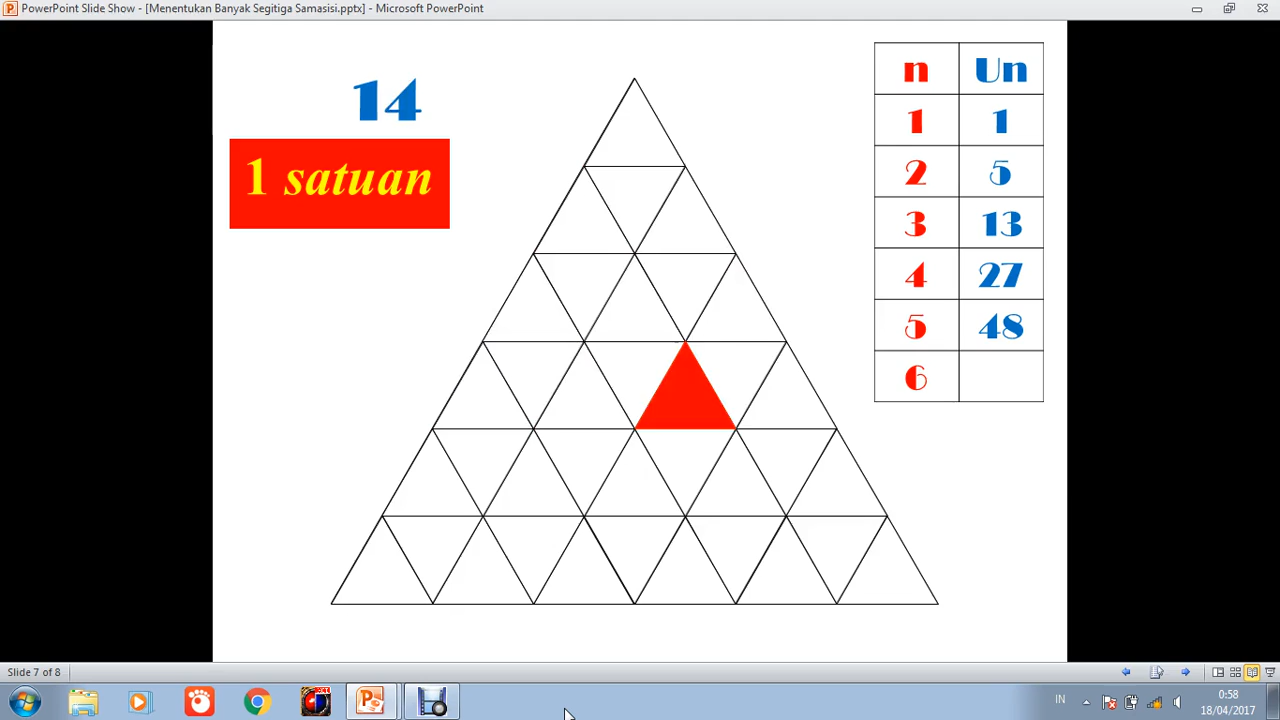 PowerPoint Slide Show - [Menentukan Banyak Segitiga Samasisi.pptx] - Microsoft PowerPoint
14
1 satuan
n Un
1 1
2 5
3 13
4 27
5 48
6
Slide 7 of 8
IN
0:58
18/04/2017